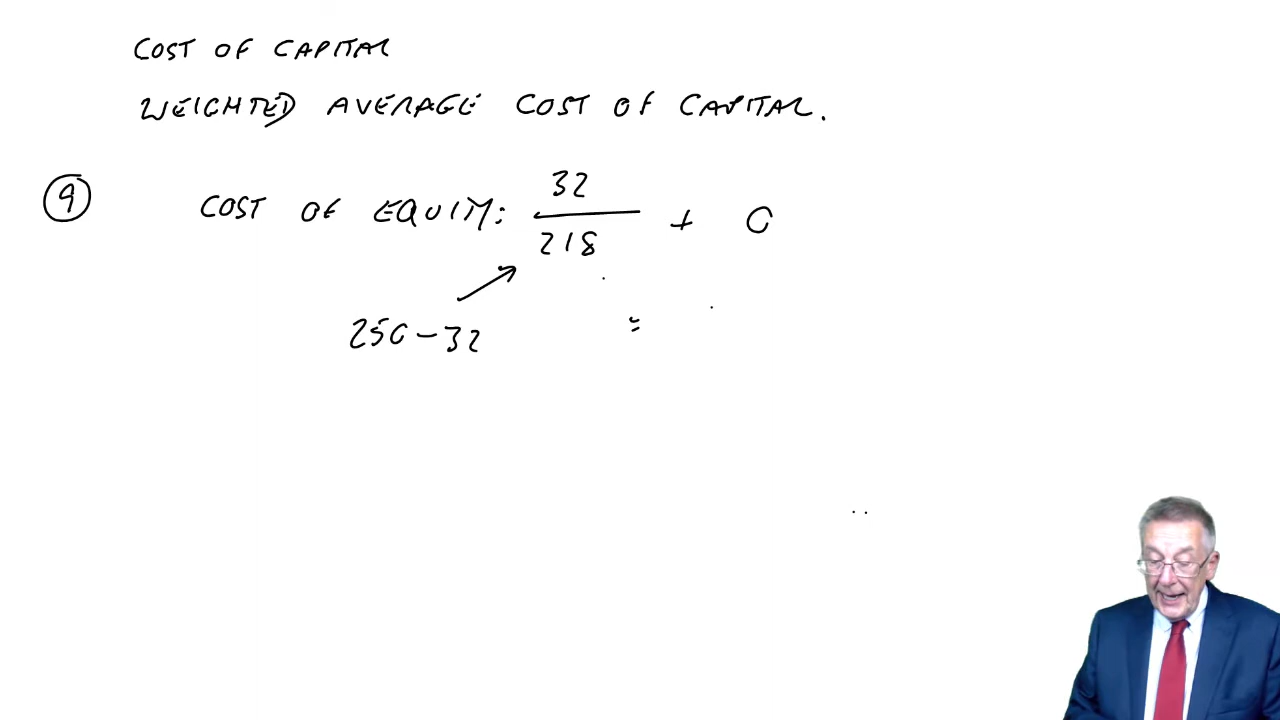 COST OF CAPITAL
WEIGHTED AVERAGE COST OF CAPITAL.
9 COST OF EQUITY: 32 / 218 + 0
250 - 32 =